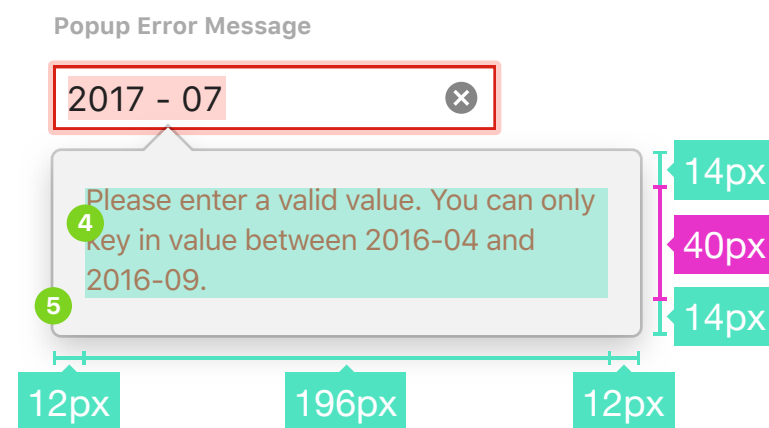 Popup Error Message
2017 - 07
14px
Please enter a valid value. You can only
4
key in value between 2016-04 and
40px
2016-09.
5
14px
12px
196px
12px